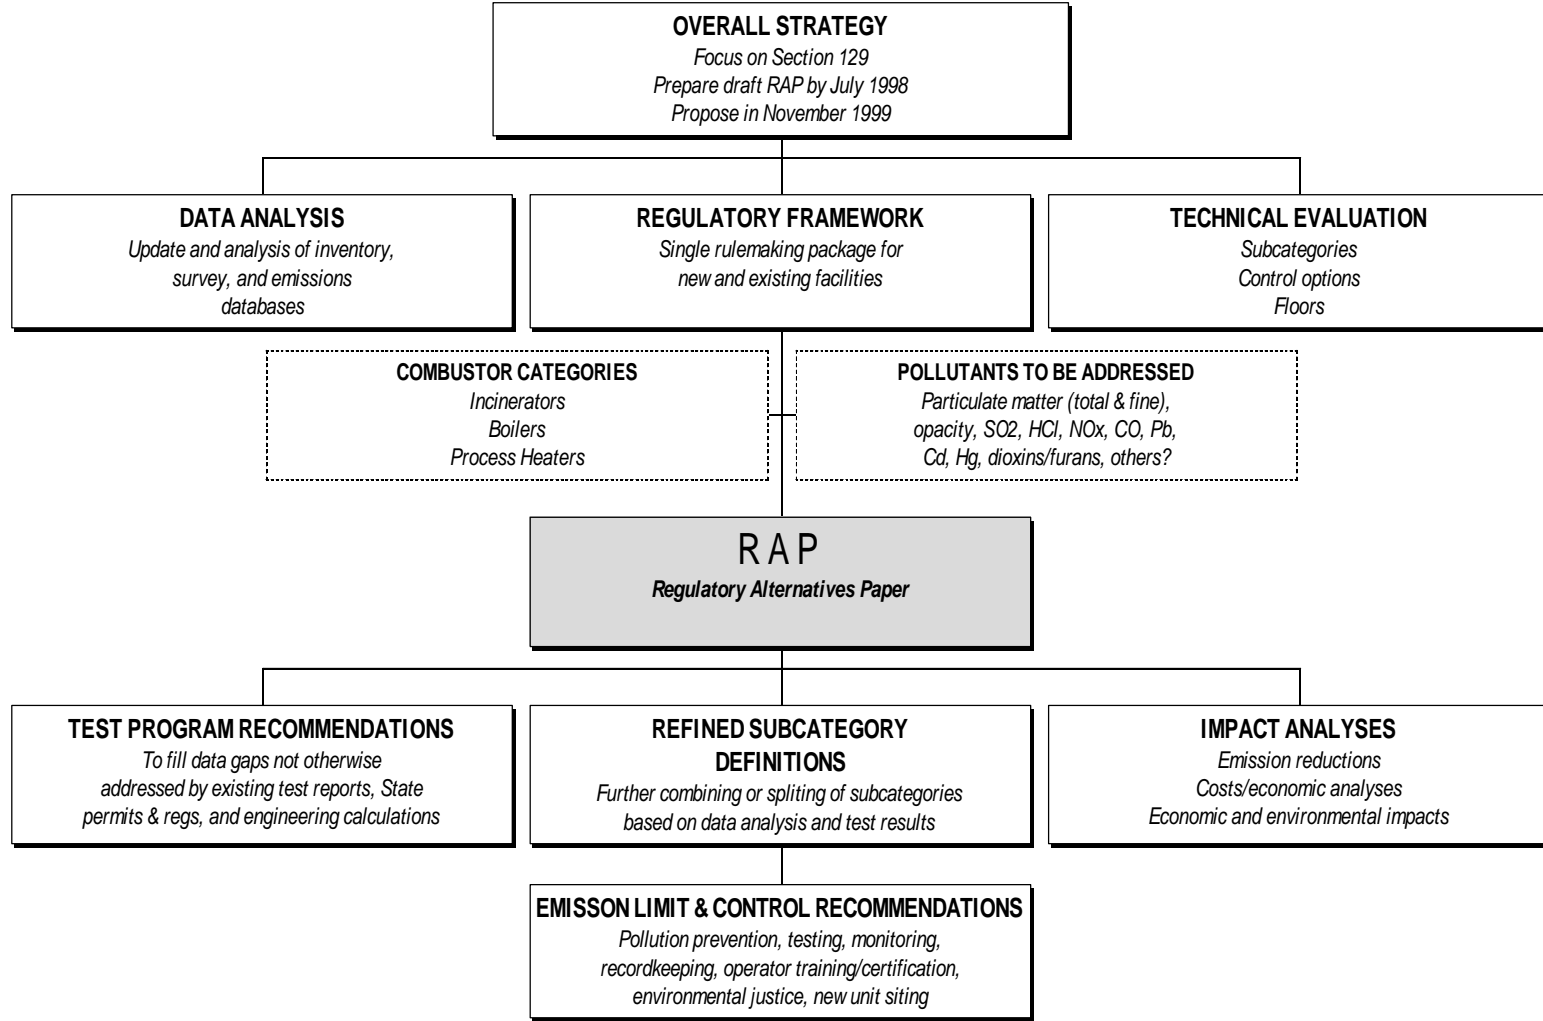 OVERALL STRATEGY
Focus on Section 129
Prepare draft RAP by July 1998
Propose in November 1999
DATA ANALYSIS
Update and analysis of inventory,
survey, and emissions
databases
REGULATORY FRAMEWORK
Single rulemaking package for
new and existing facilities
TECHNICAL EVALUATION
Subcategories
Control options
Floors
COMBUSTOR CATEGORIES
Incinerators
Boilers
Process Heaters
POLLUTANTS TO BE ADDRESSED
Particulate matter (total & fine),
opacity, SO2, HCl, NOx, CO, Pb,
Cd, Hg, dioxins/furans, others?
RAP
Regulatory Alternatives Paper
TEST PROGRAM RECOMMENDATIONS
To fill data gaps not otherwise
addressed by existing test reports, State
permits & regs, and engineering calculations
REFINED SUBCATEGORY
DEFINITIONS
Further combining or spliting of subcategories
based on data analysis and test results
IMPACT ANALYSES
Emission reductions
Costs/economic analyses
Economic and environmental impacts
EMISSON LIMIT & CONTROL RECOMMENDATIONS
Pollution prevention, testing, monitoring,
recordkeeping, operator training/certification,
environmental justice, new unit siting